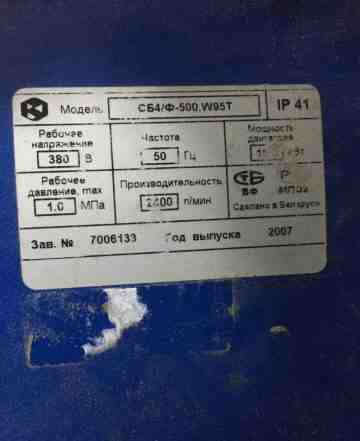 Модель СБ4/Ф-500.W95T IP 41
Рабочее напряжение
380 В
Частота
50 Гц
Мощность двигателя
Рабочее давление, max
1.0 МПа
Производительность
2400 л/мин
Сделано в Беларуси
Зав. № 7006133 Год выпуска 2007